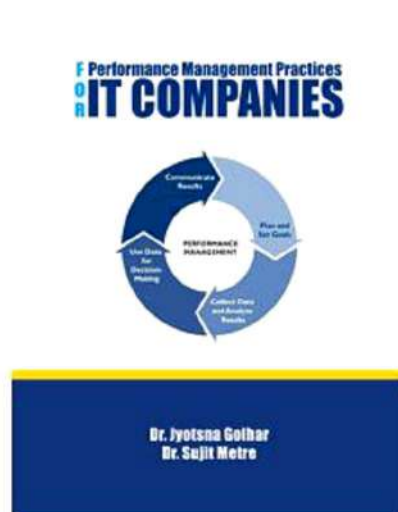 Performance Management Practices
FOR
IT COMPANIES
Communicate
Results
Plan and
Set Goals
PERFORMANCE
MANAGEMENT
Use Data
for
Decision-
Making
Collect Data
and Analyze
Results
Dr. Jyotsna Golhar
Dr. Sujit Metre